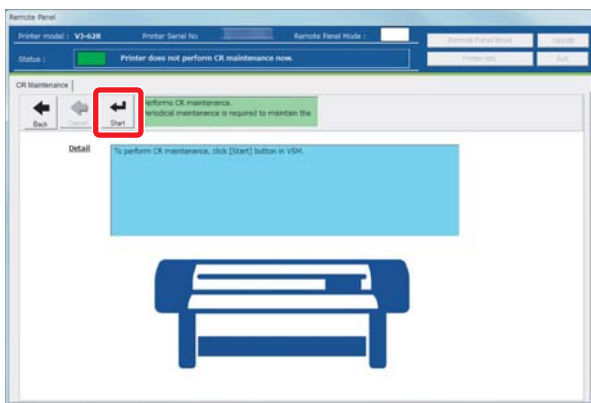 Remote Panel
Printer model : VJ-628 Printer Serial No Remote Panel Mode :
Remote Panel Mode Upgrade
Status : Printer does not perform CR maintenance now.
Printer Info Exit
CR Maintenance
Back Cancel Start
Performs CR maintenance.
Periodical maintenance is required to maintain the
Detail
To perform CR maintenance, click [Start] button in VSM.